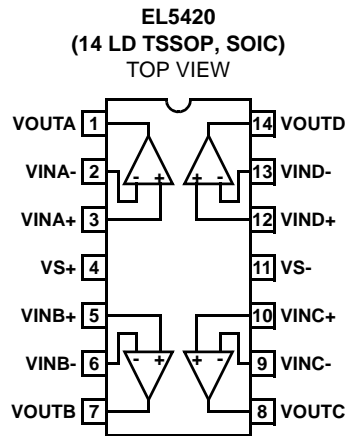 EL5420
(14 LD TSSOP, SOIC)
TOP VIEW
VOUTA 1 14 VOUTD
VINA- 2 - + + - 13 VIND-
VINA+ 3 12 VIND+
VS+ 4 11 VS-
VINB+ 5 10 VINC+
VINB- 6 - + + - 9 VINC-
VOUTB 7 8 VOUTC